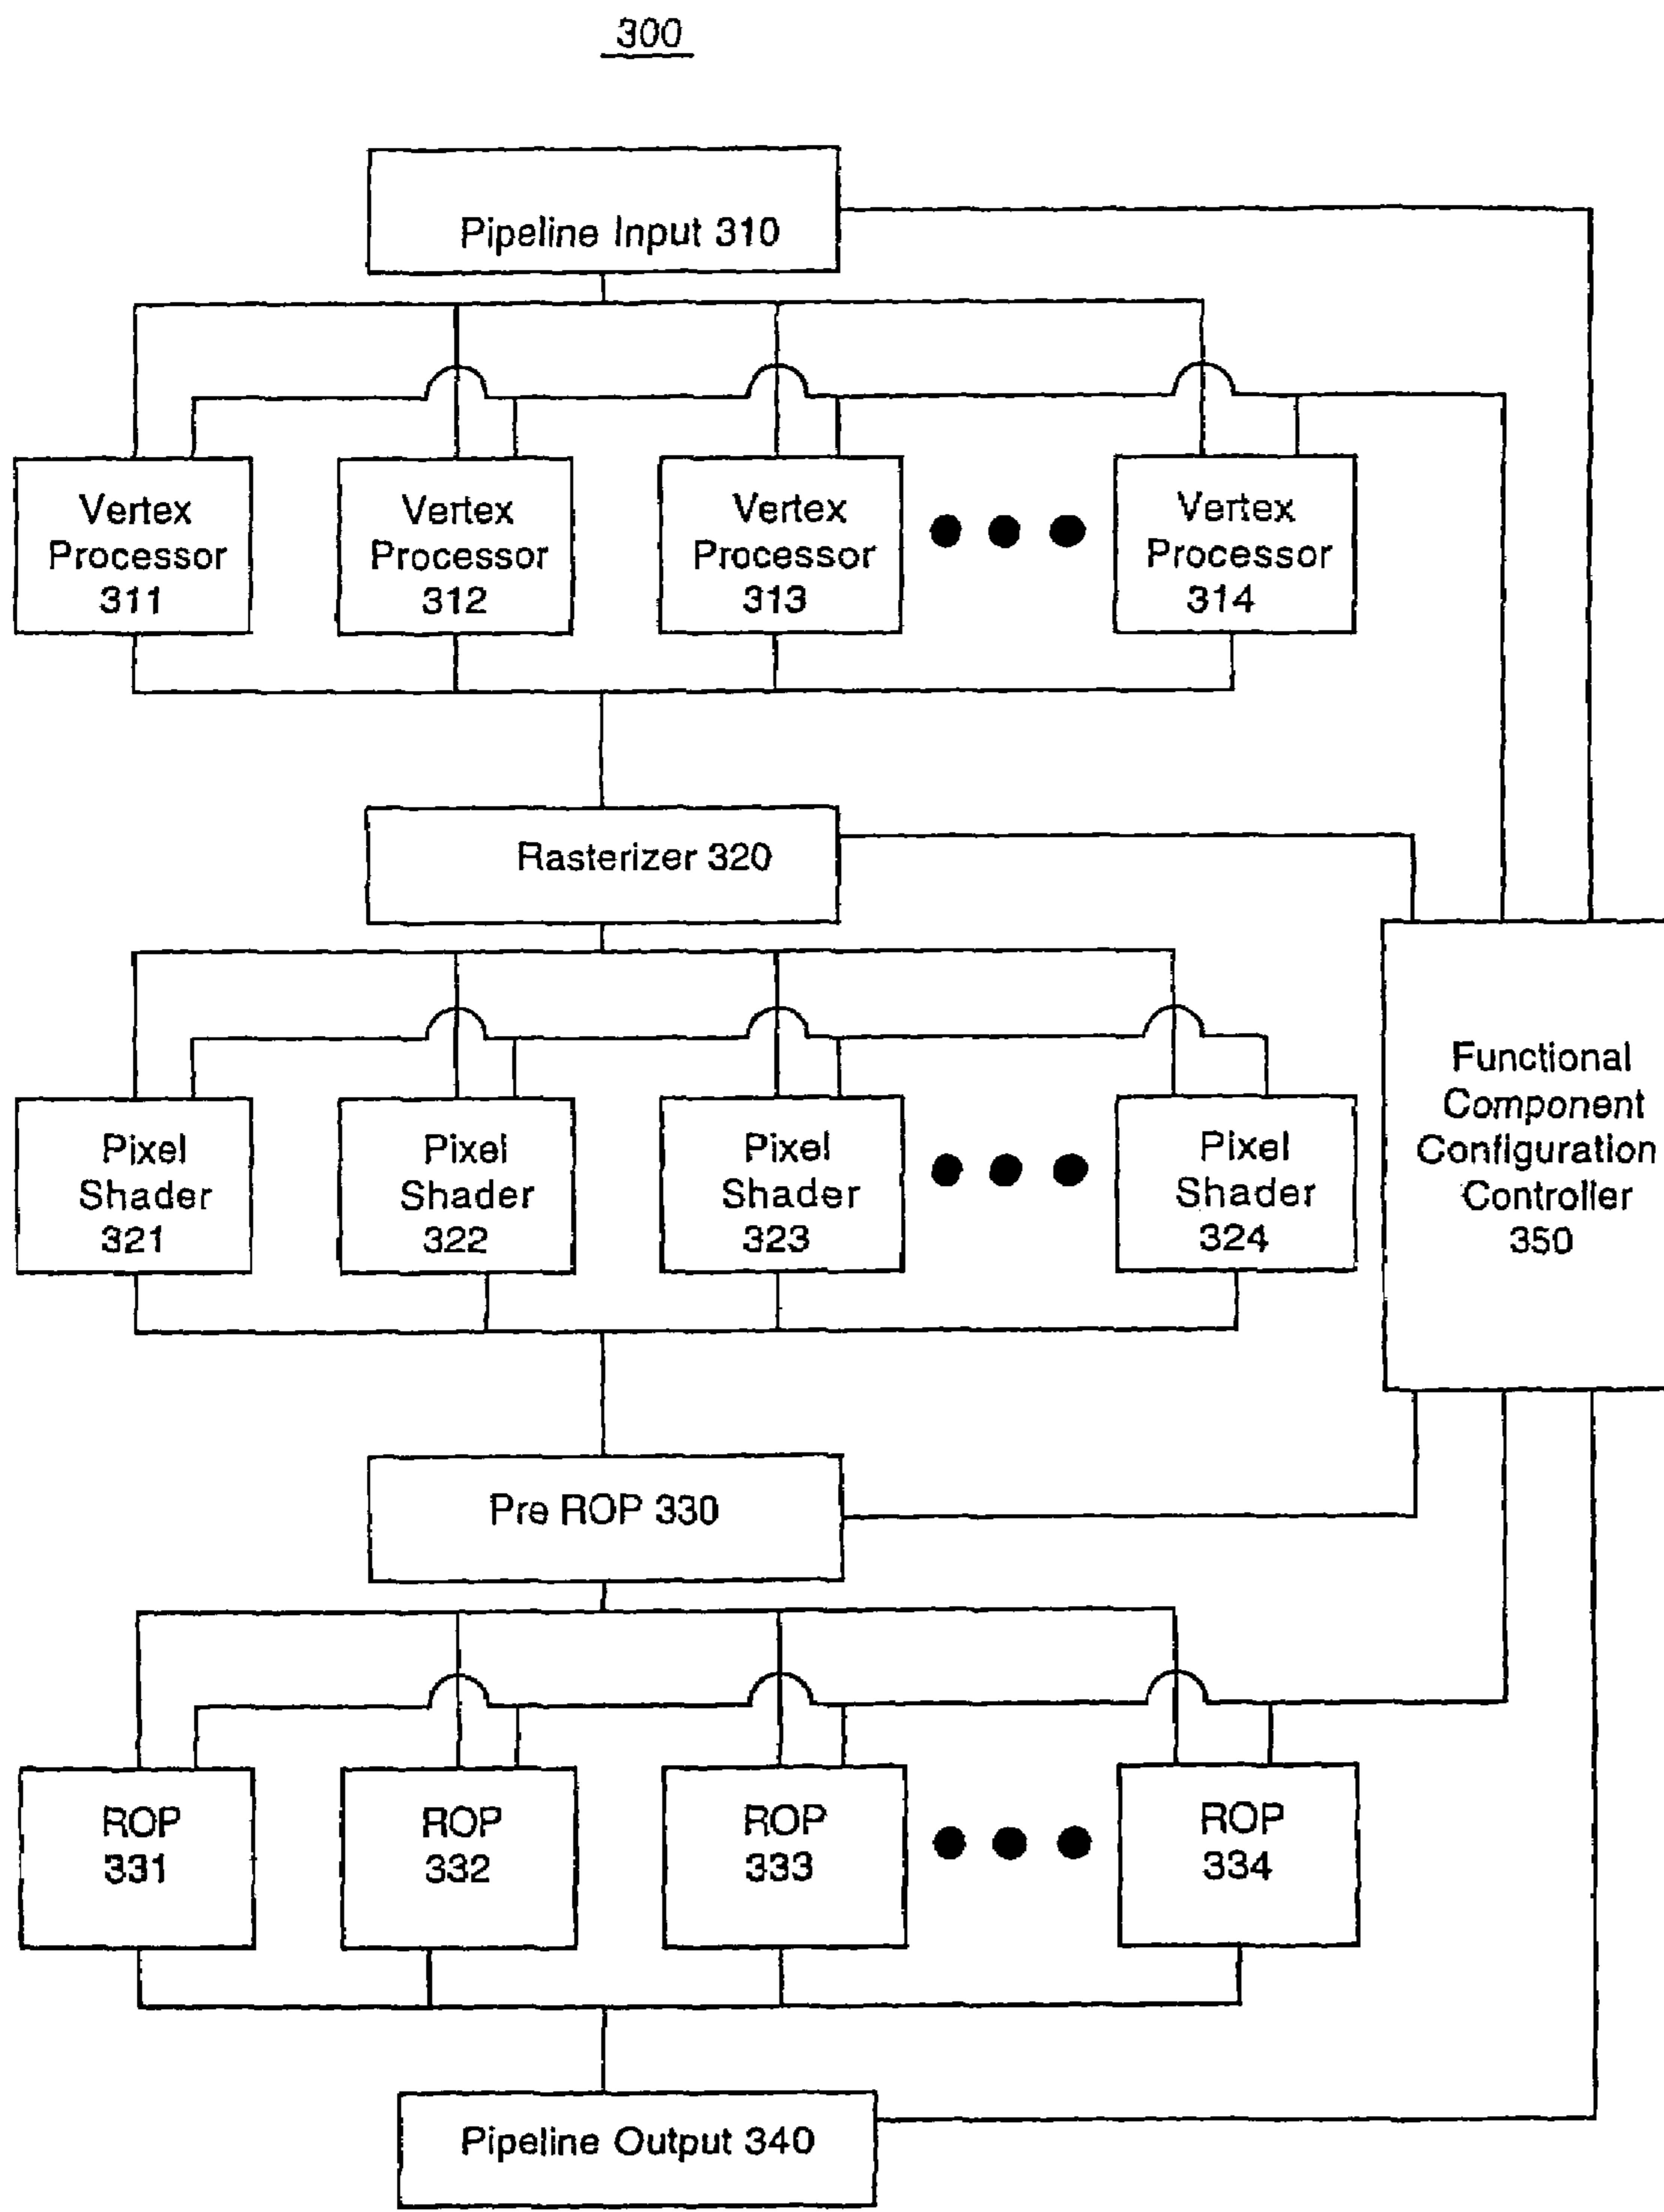 300
Pipeline Input 310
Vertex
Processor
311
Vertex
Processor
312
Vertex
Processor
313
Vertex
Processor
314
Rasterizer 320
Functional
Component
Configuration
Controller
350
Pixel
Shader
321
Pixel
Shader
322
Pixel
Shader
323
Pixel
Shader
324
Pre ROP 330
ROP
331
ROP
332
ROP
333
ROP
334
Pipeline Output 340